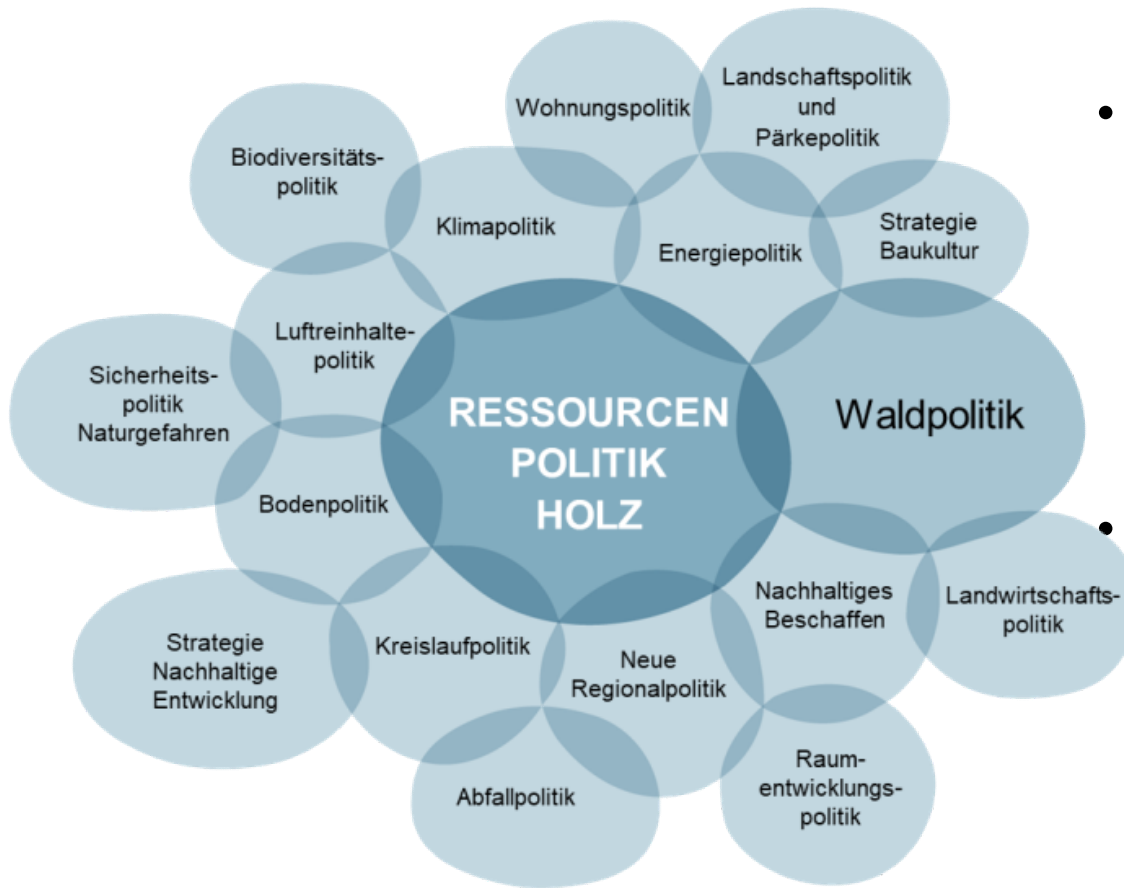 Wohnungspolitik
Landschaftspolitik
und
Pärkepolitik
Biodiversitäts-
politik
Klimapolitik
Energiepolitik
Strategie
Baukultur
Luftreinhalte-
politik
Sicherheits-
politik
Naturgefahren
RESSOURCEN
POLITIK
HOLZ
Waldpolitik
Bodenpolitik
Nachhaltiges
Beschaffen
Landwirtschafts-
politik
Strategie
Nachhaltige
Entwicklung
Kreislaufpolitik
Neue
Regionalpolitik
Abfallpolitik
Raum-
entwicklungs-
politik